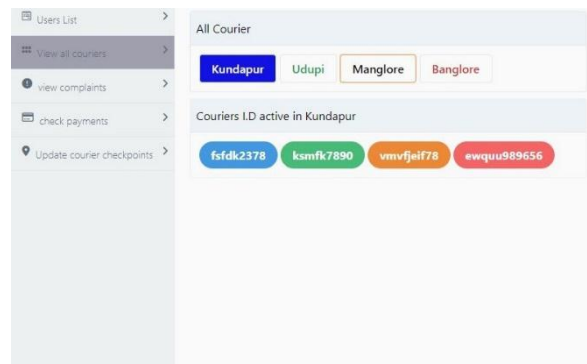 Users List
View all couriers
view complaints
check payments
Update courier checkpoints
All Courier
Kundapur Udupi Manglore Banglore
Couriers I.D active in Kundapur
fsfdk2378 ksmfk7890 vmvfjeif78 ewquu989656